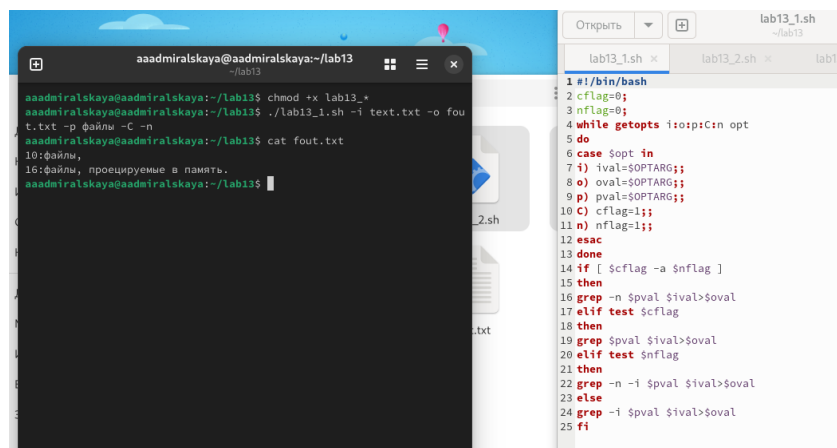 aaadmiralskaya@aadmiralskaya:~/lab13
~/lab13
aaadmiralskaya@aadmiralskaya:~/lab13$ chmod +x lab13_*
aaadmiralskaya@aadmiralskaya:~/lab13$ ./lab13_1.sh -i text.txt -o fou
t.txt -p файлы -C -n
aaadmiralskaya@aadmiralskaya:~/lab13$ cat fout.txt
10:файлы,
16:файлы, проецируемые в память.
aaadmiralskaya@aadmiralskaya:~/lab13$
_2.sh
.txt
Открыть
lab13_1.sh
~/lab13
lab13_1.sh ×
lab13_2.sh ×
lab1
1 #!/bin/bash
2 cflag=0;
3 nflag=0;
4 while getopts i:o:p:C:n opt
5 do
6 case $opt in
7 i) ival=$OPTARG;;
8 o) oval=$OPTARG;;
9 p) pval=$OPTARG;;
10 C) cflag=1;;
11 n) nflag=1;;
12 esac
13 done
14 if [ $cflag -a $nflag ]
15 then
16 grep -n $pval $ival>$oval
17 elif test $cflag
18 then
19 grep $pval $ival>$oval
20 elif test $nflag
21 then
22 grep -n -i $pval $ival>$oval
23 else
24 grep -i $pval $ival>$oval
25 fi